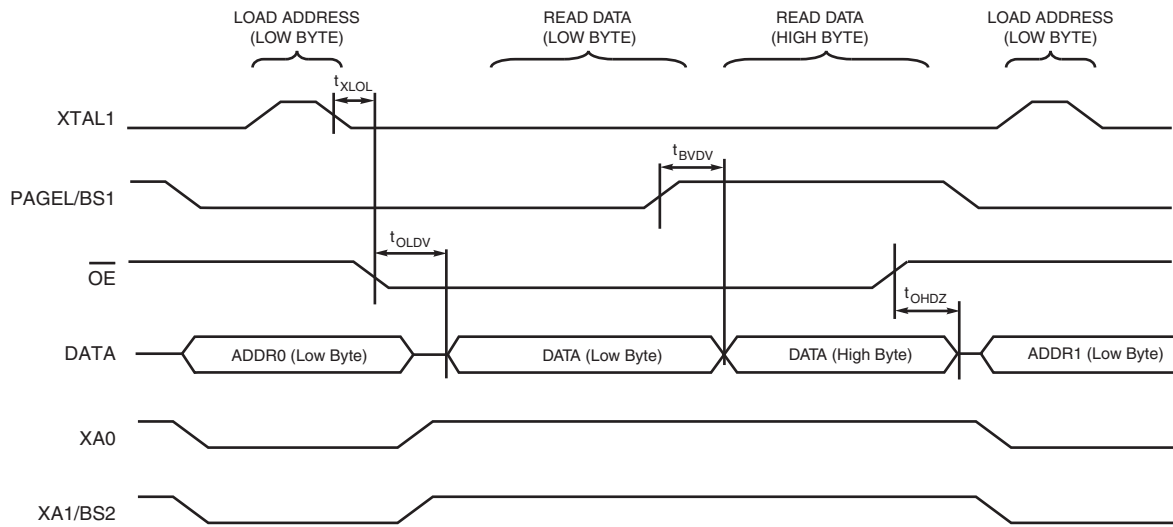 LOAD ADDRESS
(LOW BYTE)
READ DATA
(LOW BYTE)
READ DATA
(HIGH BYTE)
LOAD ADDRESS
(LOW BYTE)
tXLOL
XTAL1
tBVDV
PAGEL/BS1
tOLDV
OE
tOHDZ
DATA
ADDR0 (Low Byte)
DATA (Low Byte)
DATA (High Byte)
ADDR1 (Low Byte)
XA0
XA1/BS2